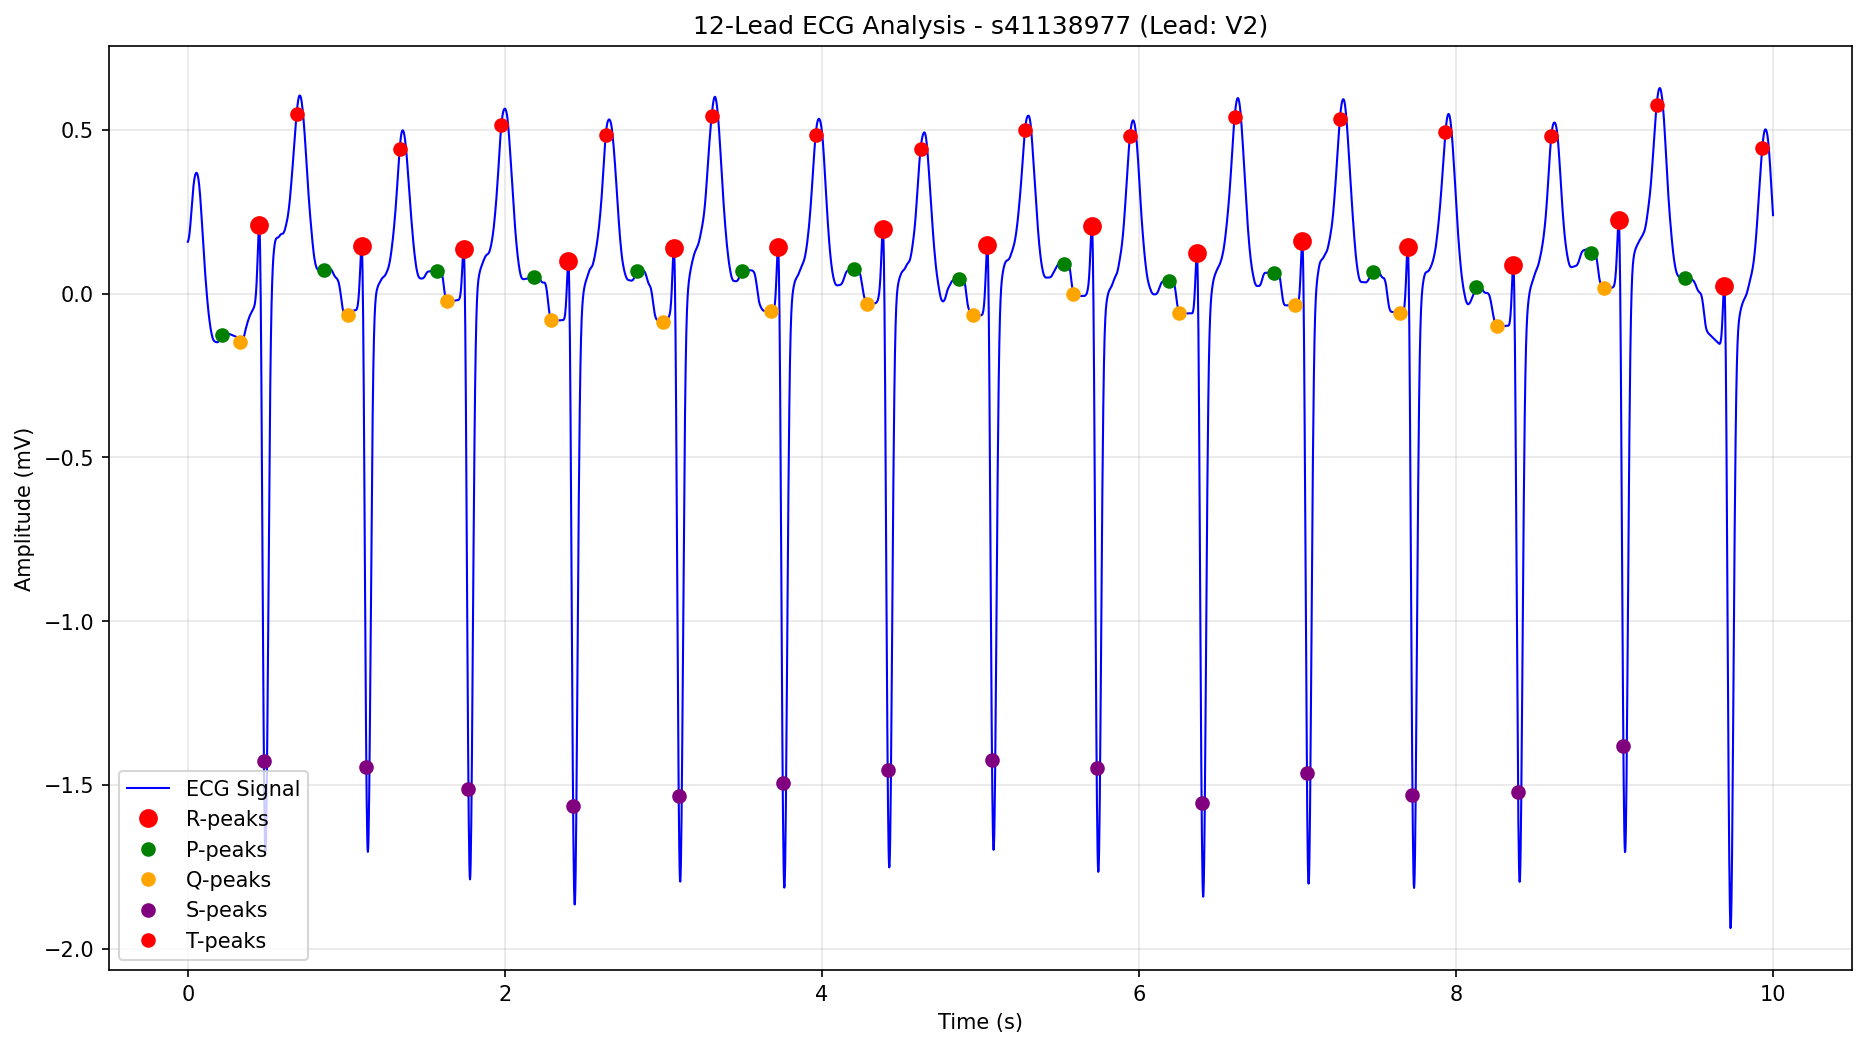 12-Lead ECG Analysis - s41138977 (Lead: V2)
Amplitude (mV)
0.5
0.0
−0.5
−1.0
−1.5
−2.0
ECG Signal
R-peaks
P-peaks
Q-peaks
S-peaks
T-peaks
0 2 4 6 8 10
Time (s)